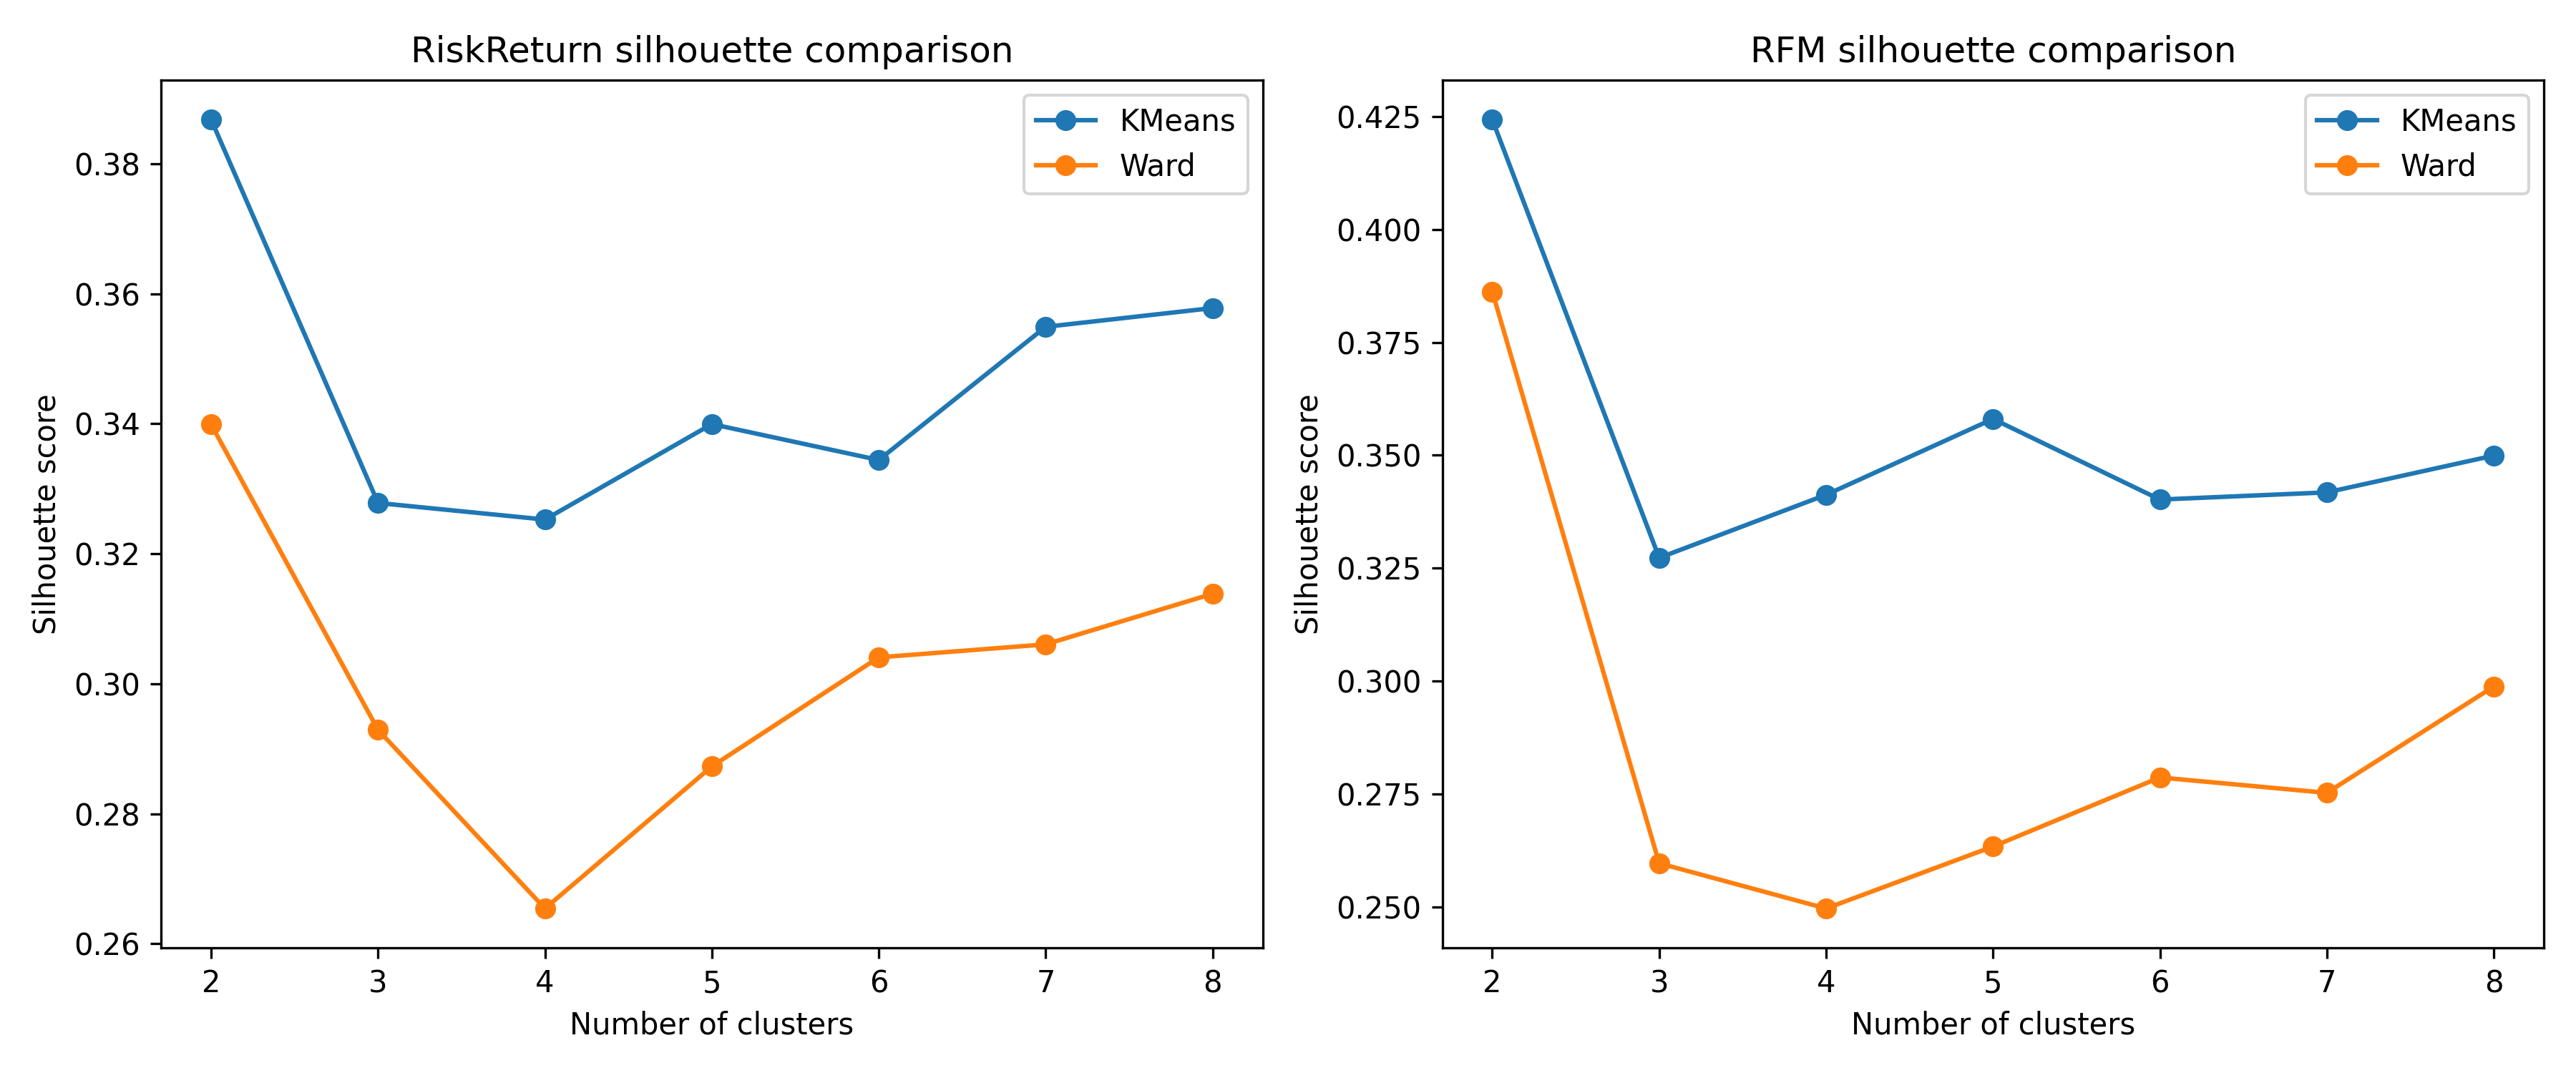 RiskReturn silhouette comparison
KMeans
Ward
0.38
0.36
0.34
0.32
0.30
0.28
0.26
Silhouette score
2 3 4 5 6 7 8
Number of clusters
RFM silhouette comparison
KMeans
Ward
0.425
0.400
0.375
0.350
0.325
0.300
0.275
0.250
Silhouette score
2 3 4 5 6 7 8
Number of clusters